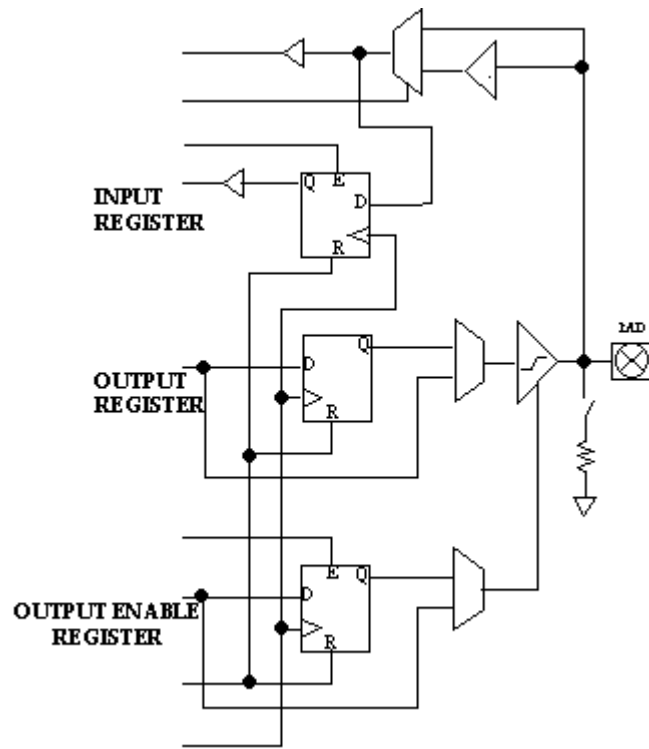 Q
E
D
R
INPUT
REGISTER
PAD
Q
D
R
OUTPUT
REGISTER
E
Q
D
R
OUTPUT ENABLE
REGISTER